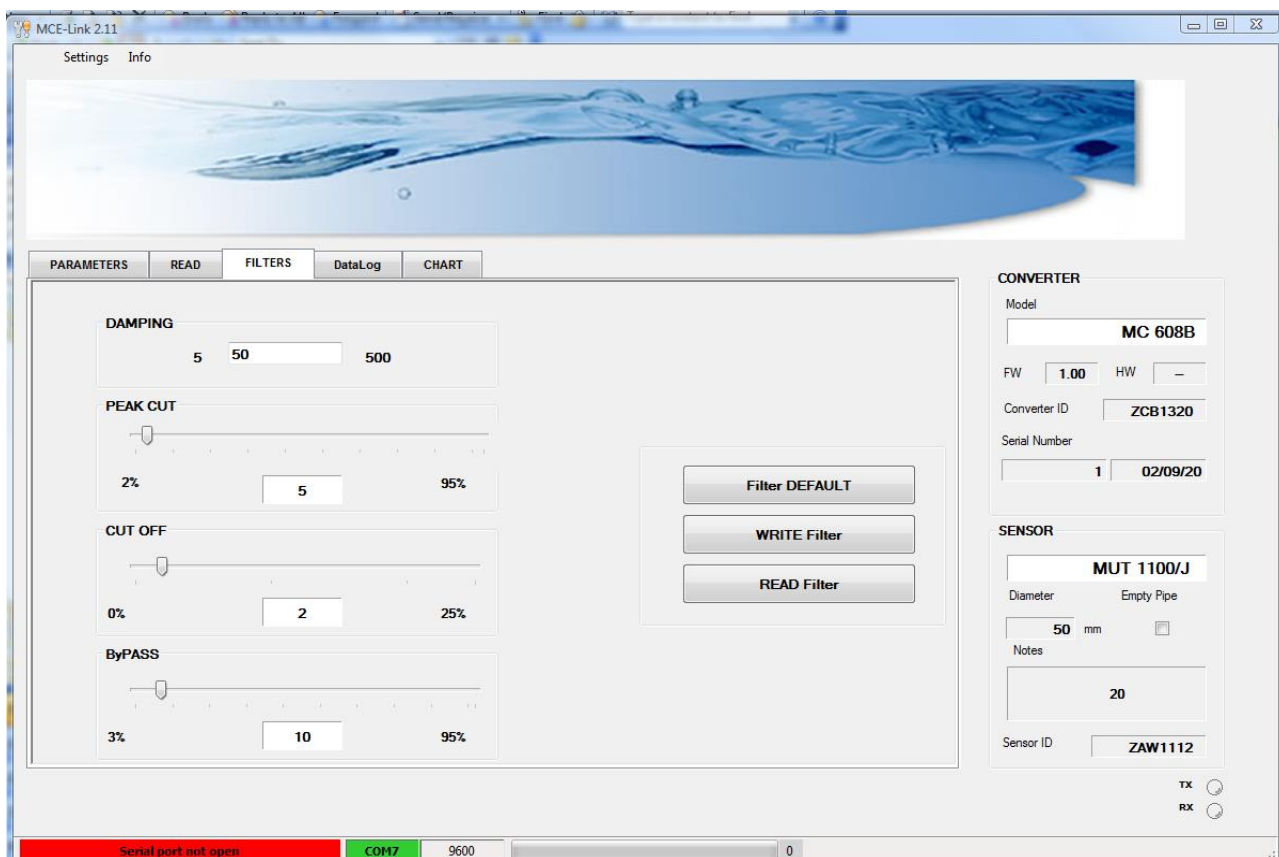 MCE-Link 2.11
Settings Info
PARAMETERS READ FILTERS DataLog CHART
DAMPING
5 50 500
PEAK CUT
2% 5 95%
CUT OFF
0% 2 25%
ByPASS
3% 10 95%
Filter DEFAULT
WRITE Filter
READ Filter
CONVERTER
Model
MC 608B
FW 1.00 HW –
Converter ID ZCB1320
Serial Number
1 02/09/20
SENSOR
MUT 1100/J
Diameter Empty Pipe
50 mm
Notes
20
Sensor ID ZAW1112
TX
RX
Serial port not open COM7 9600 0